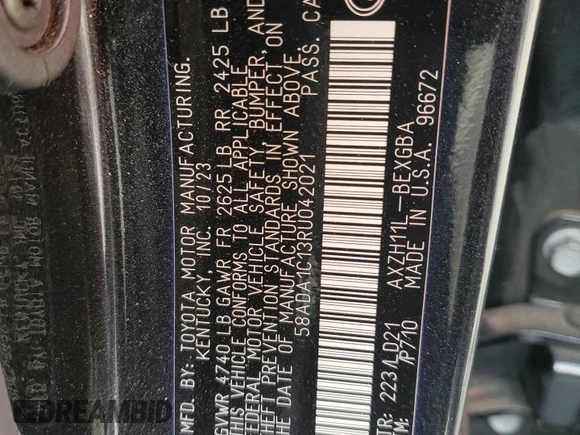 MFD. BY: TOYOTA MOTOR MANUFACTURING.
KENTUCKY, INC. 10/23
GVWR 4740 LB GAWR FR 2625 LB RR 2425 LB
THIS VEHICLE CONFORMS TO ALL APPLICABLE
FEDERAL MOTOR VEHICLE SAFETY, BUMPER, AND
THEFT PREVENTION STANDARDS IN EFFECT ON
THE DATE OF MANUFACTURE SHOWN ABOVE.
58ADA1C13RU042021 PASS. CA
TR: 223 /LD21 AXZH11L-BEXGBA
TM: /P710 MADE IN U.S.A. 96672
DREAMBID